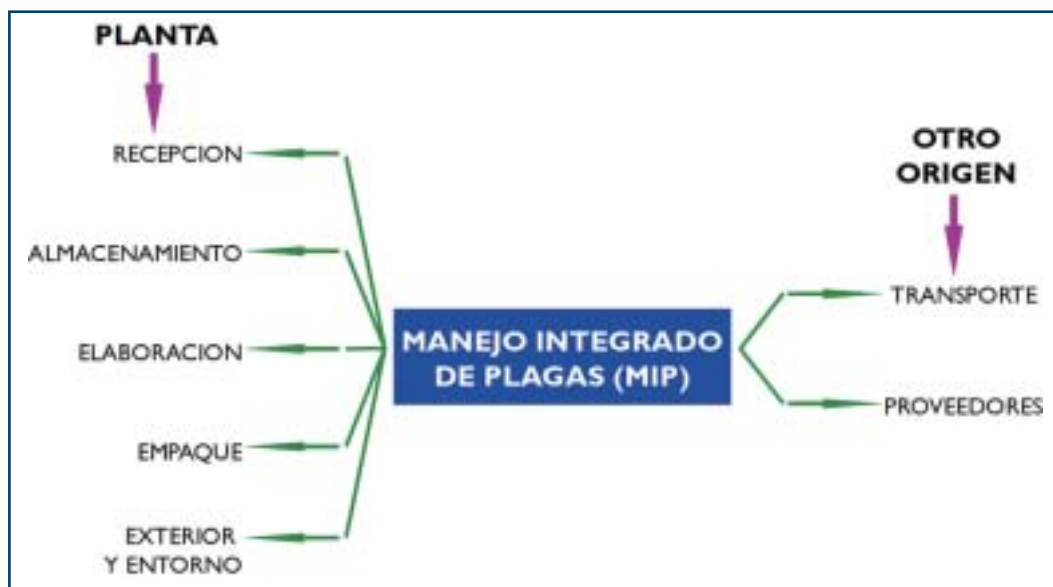 PLANTA
RECEPCION
ALMACENAMIENTO
ELABORACION
EMPAQUE
EXTERIOR
Y ENTORNO
MANEJO INTEGRADO
DE PLAGAS (MIP)
OTRO
ORIGEN
TRANSPORTE
PROVEEDORES